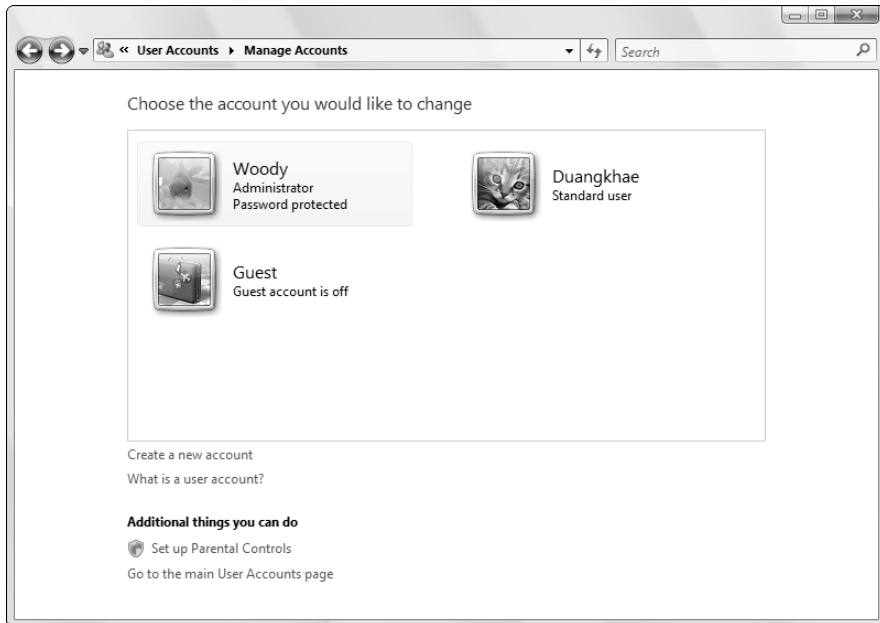 « User Accounts ▸ Manage Accounts
Search
Choose the account you would like to change
Woody
Administrator
Password protected
Duangkhae
Standard user
Guest
Guest account is off
Create a new account
What is a user account?
Additional things you can do
Set up Parental Controls
Go to the main User Accounts page